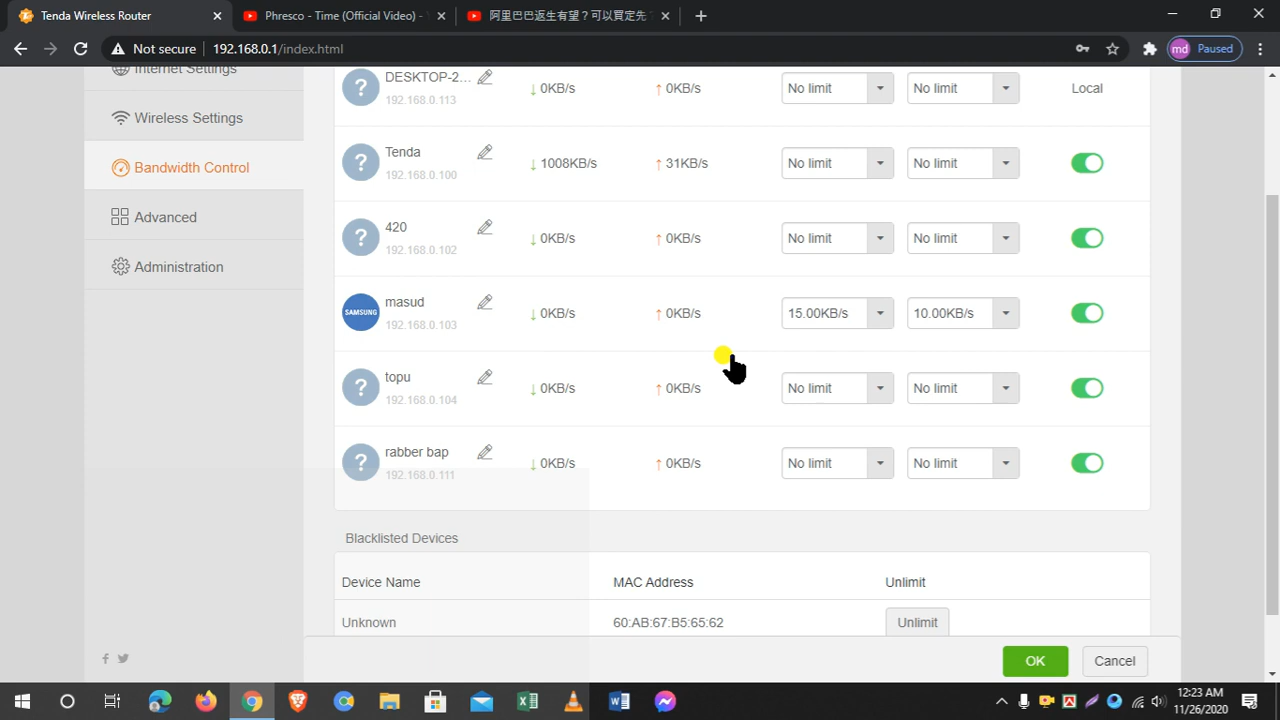 Tenda Wireless Router
Phresco - Time (Official Video) -
阿里巴巴返生有望？可以買定先
Not secure
192.168.0.1/index.html
md
Paused
Internet Settings
Wireless Settings
Bandwidth Control
Advanced
Administration
DESKTOP-2...
192.168.0.113
↓ 0KB/s
↑ 0KB/s
No limit
No limit
Local
Tenda
192.168.0.100
↓ 1008KB/s
↑ 31KB/s
No limit
No limit
420
192.168.0.102
↓ 0KB/s
↑ 0KB/s
No limit
No limit
SAMSUNG
masud
192.168.0.103
↓ 0KB/s
↑ 0KB/s
15.00KB/s
10.00KB/s
topu
192.168.0.104
↓ 0KB/s
↑ 0KB/s
No limit
No limit
rabber bap
192.168.0.111
↓ 0KB/s
↑ 0KB/s
No limit
No limit
Blacklisted Devices
Device Name
MAC Address
Unlimit
Unknown
60:AB:67:B5:65:62
Unlimit
OK
Cancel
12:23 AM
11/26/2020